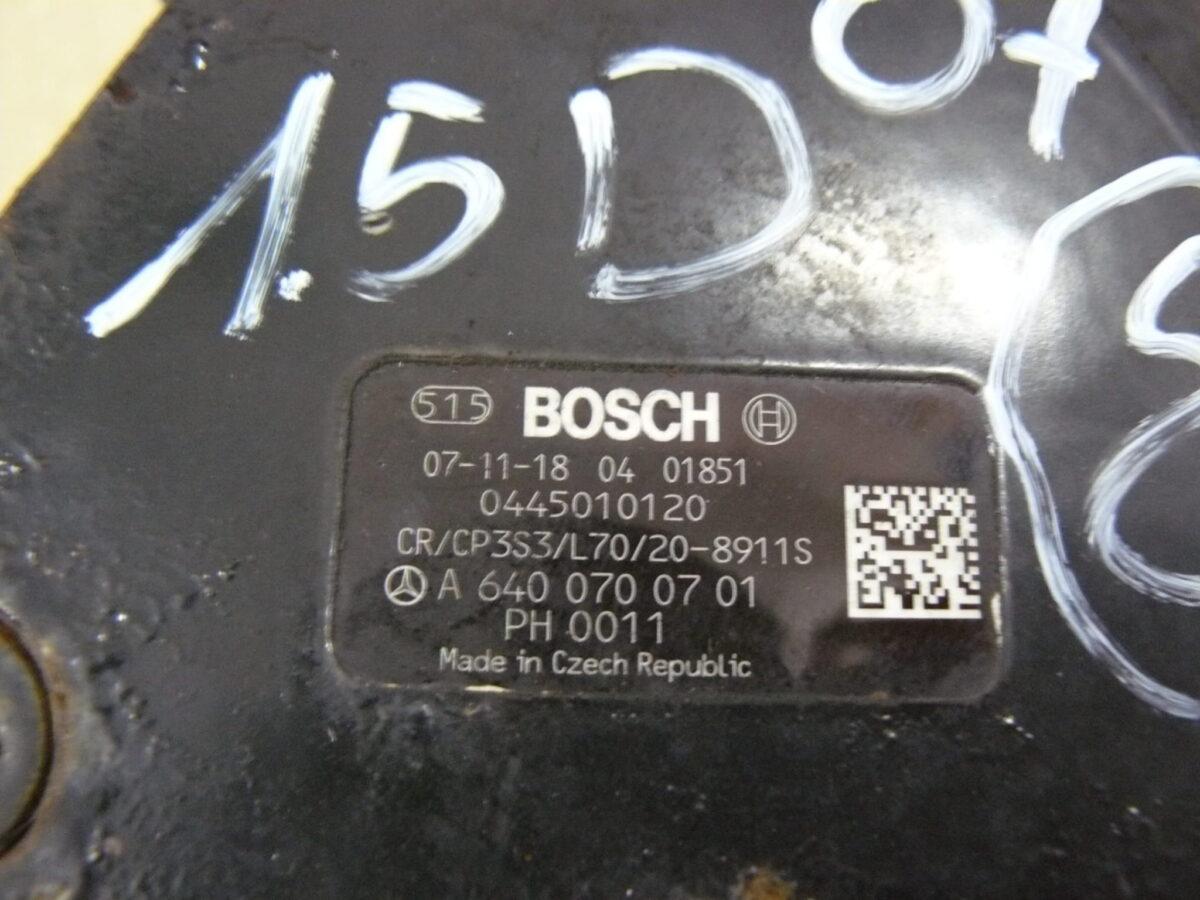 1.5D 07
515 BOSCH
07-11-18 04 01851
0445010120
CR/CP3S3/L70/20-8911S
A 640 070 07 01
PH 0011
Made in Czech Republic